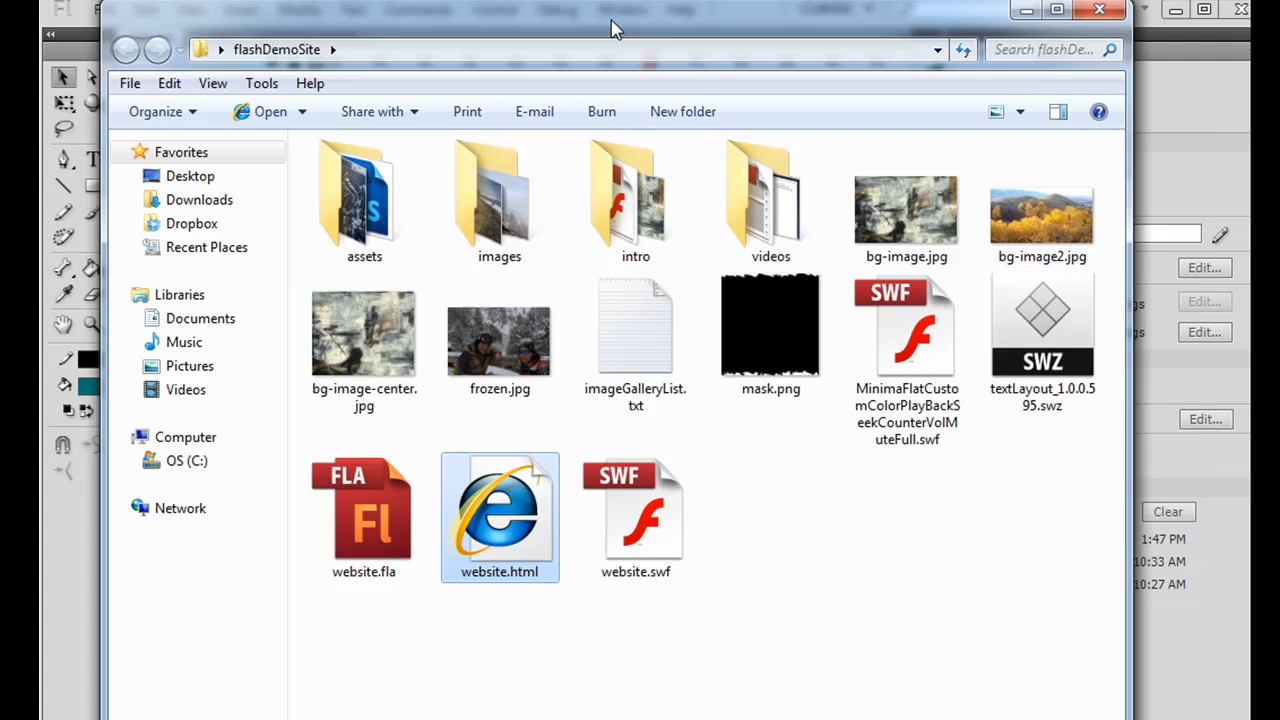 Fl
flashDemoSite
Search flashDe...
File Edit View Tools Help
Organize Open Share with Print E-mail Burn New folder
Favorites
Desktop
Downloads
Dropbox
Recent Places
Libraries
Documents
Music
Pictures
Videos
Computer
OS (C:)
Network
assets images intro videos bg-image.jpg bg-image2.jpg
SWF
SWZ
bg-image-center.
jpg
frozen.jpg
imageGalleryList.
txt
mask.png
MinimaFlatCusto
mColorPlayBackS
eekCounterVolM
uteFull.swf
textLayout_1.0.0.5
95.swz
FLA
Fl
SWF
website.fla website.html website.swf
T
Edit...
gs Edit...
gs Edit...
Edit...
Clear
1:47 PM
10:33 AM
10:27 AM